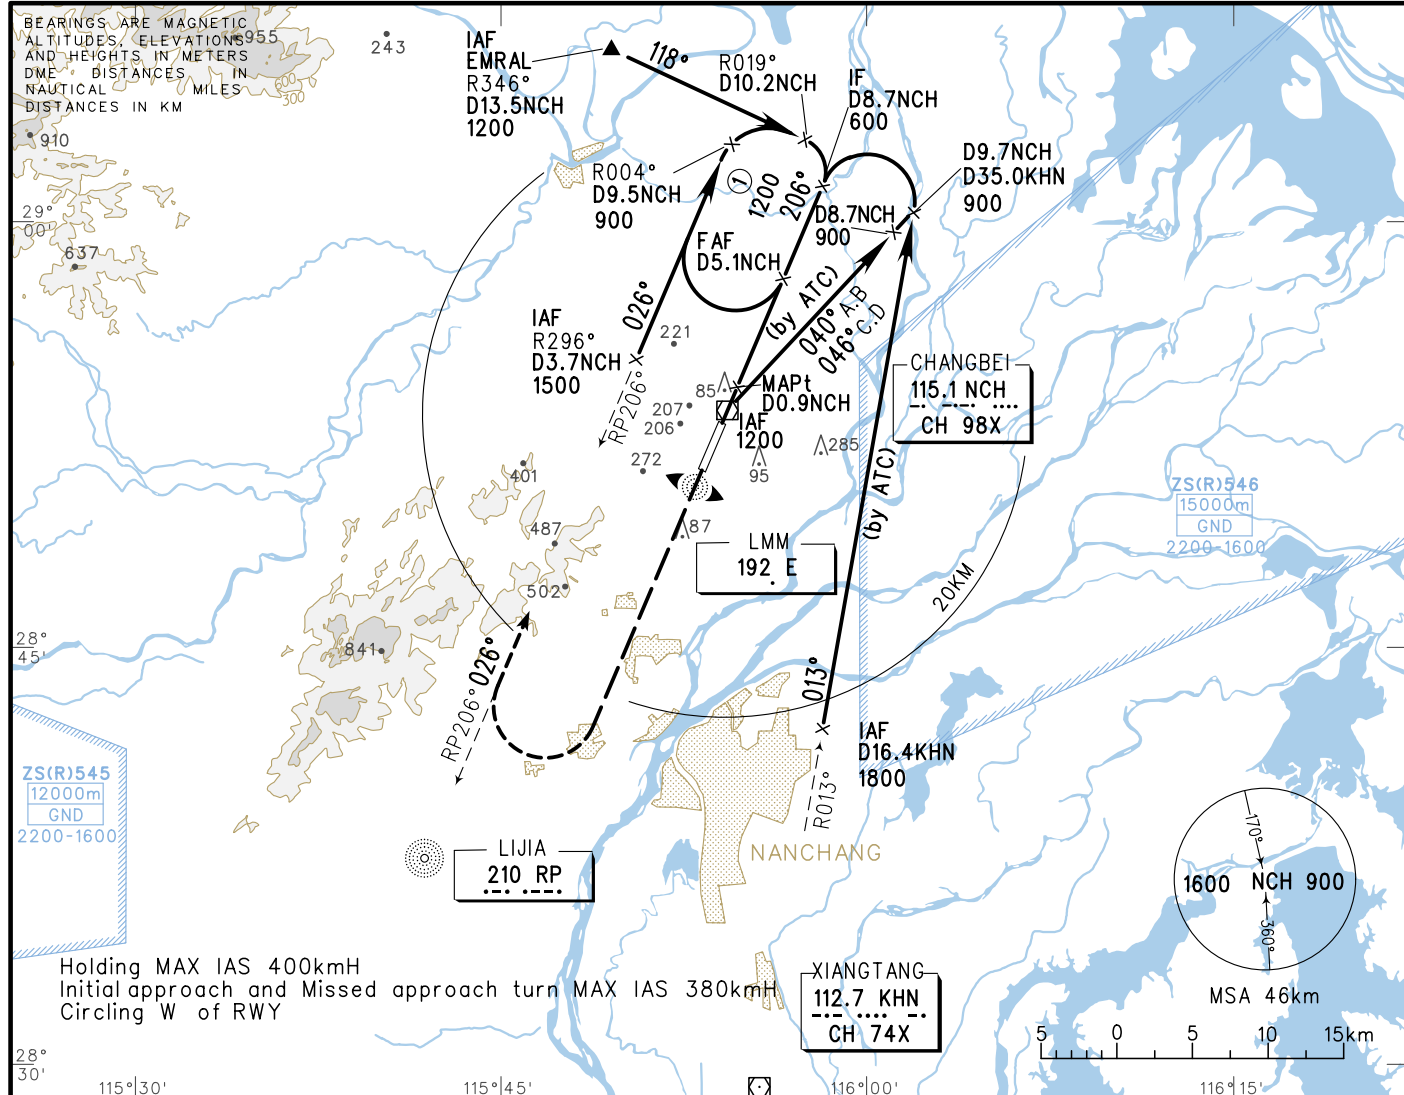 BEARINGS ARE MAGNETIC
ALTITUDES, ELEVATIONS
AND HEIGHTS IN METERS
DME DISTANCES IN
NAUTICAL MILES
DISTANCES IN KM
955
600
300
243
910
637
IAF
EMRAL
R346°
D13.5NCH
1200
118°
R019°
D10.2NCH
IF
D8.7NCH
600
D9.7NCH
D35.0KHN
900
R004°
D9.5NCH
900
1
1200
206°
D8.7NCH
900
FAF
D5.1NCH
29°
00'
026°
IAF
R296°
D3.7NCH
1500
RP206°
221
(by ATC)
040° A.B
046° C.D
CHANGBEI
115.1 NCH
CH 98X
85
MAPt
D0.9NCH
IAF
1200
207
206
272
95
285
401
487
502
87
LMM
192 E
(by ATC)
ZS(R)546
15000m
GND
2200-1600
20KM
28°
45'
841
026°
RP206°
013°
R013°
IAF
D16.4KHN
1800
ZS(R)545
12000m
GND
2200-1600
LIJIA
210 RP
NANCHANG
170°
1600 NCH 900
360°
MSA 46km
Holding MAX IAS 400kmH
Initial approach and Missed approach turn MAX IAS 380kmH
Circling W of RWY
XIANGTANG
112.7 KHN
CH 74X
5 0 5 10 15km
28°
30'
115°30' 115°45' 116°00' 116°15'